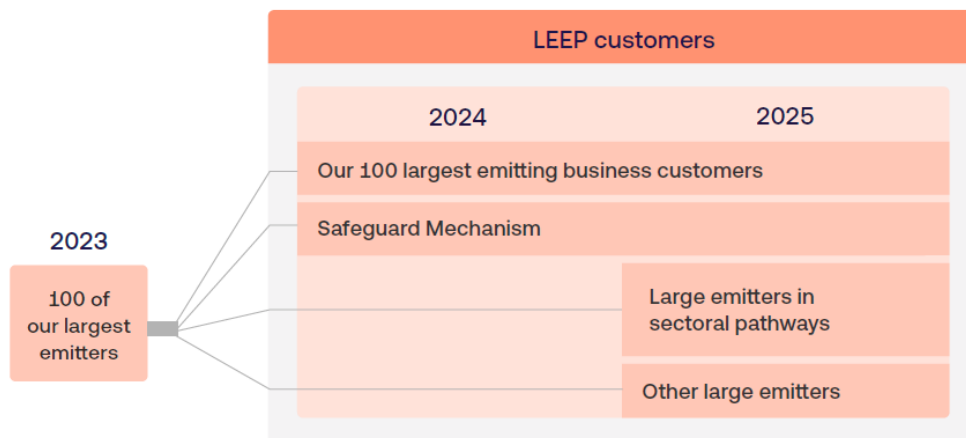 LEEP customers
2024
2025
Our 100 largest emitting business customers
Safeguard Mechanism
2023
100 of
our largest
emitters
Large emitters in
sectoral pathways
Other large emitters